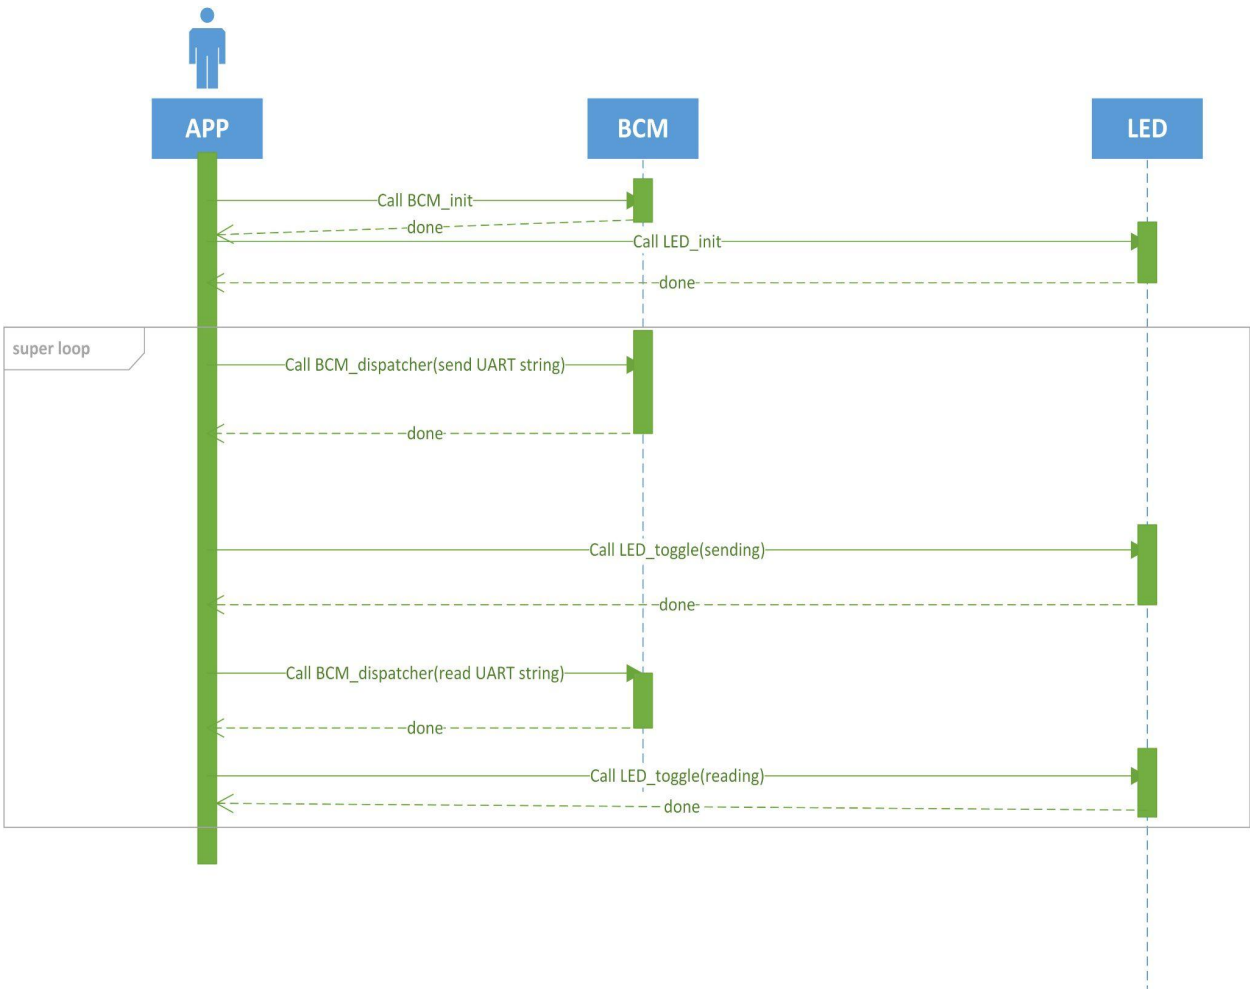 APP
BCM
LED
Call BCM_init
done
Call LED_init
done
super loop
Call BCM_dispatcher(send UART string)
done
Call LED_toggle(sending)
done
Call BCM_dispatcher(read UART string)
done
Call LED_toggle(reading)
done